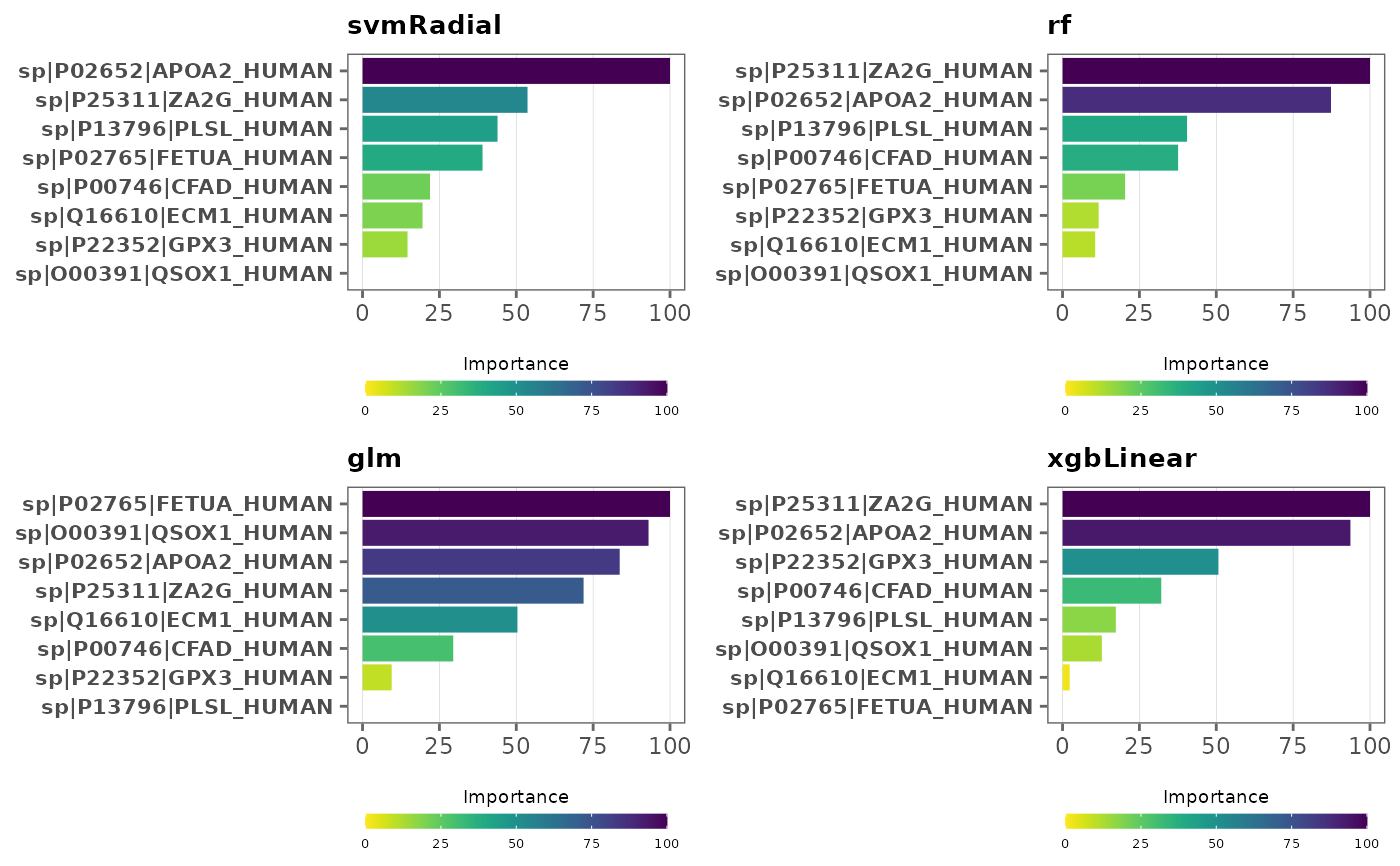 svmRadial
sp|P02652|APOA2_HUMAN
sp|P25311|ZA2G_HUMAN
sp|P13796|PLSL_HUMAN
sp|P02765|FETUA_HUMAN
sp|P00746|CFAD_HUMAN
sp|Q16610|ECM1_HUMAN
sp|P22352|GPX3_HUMAN
sp|O00391|QSOX1_HUMAN
0 25 50 75 100
Importance
0 25 50 75 100
rf
sp|P25311|ZA2G_HUMAN
sp|P02652|APOA2_HUMAN
sp|P13796|PLSL_HUMAN
sp|P00746|CFAD_HUMAN
sp|P02765|FETUA_HUMAN
sp|P22352|GPX3_HUMAN
sp|Q16610|ECM1_HUMAN
sp|O00391|QSOX1_HUMAN
0 25 50 75 100
Importance
0 25 50 75 100
glm
sp|P02765|FETUA_HUMAN
sp|O00391|QSOX1_HUMAN
sp|P02652|APOA2_HUMAN
sp|P25311|ZA2G_HUMAN
sp|Q16610|ECM1_HUMAN
sp|P00746|CFAD_HUMAN
sp|P22352|GPX3_HUMAN
sp|P13796|PLSL_HUMAN
0 25 50 75 100
Importance
0 25 50 75 100
xgbLinear
sp|P25311|ZA2G_HUMAN
sp|P02652|APOA2_HUMAN
sp|P22352|GPX3_HUMAN
sp|P00746|CFAD_HUMAN
sp|P13796|PLSL_HUMAN
sp|O00391|QSOX1_HUMAN
sp|Q16610|ECM1_HUMAN
sp|P02765|FETUA_HUMAN
0 25 50 75 100
Importance
0 25 50 75 100